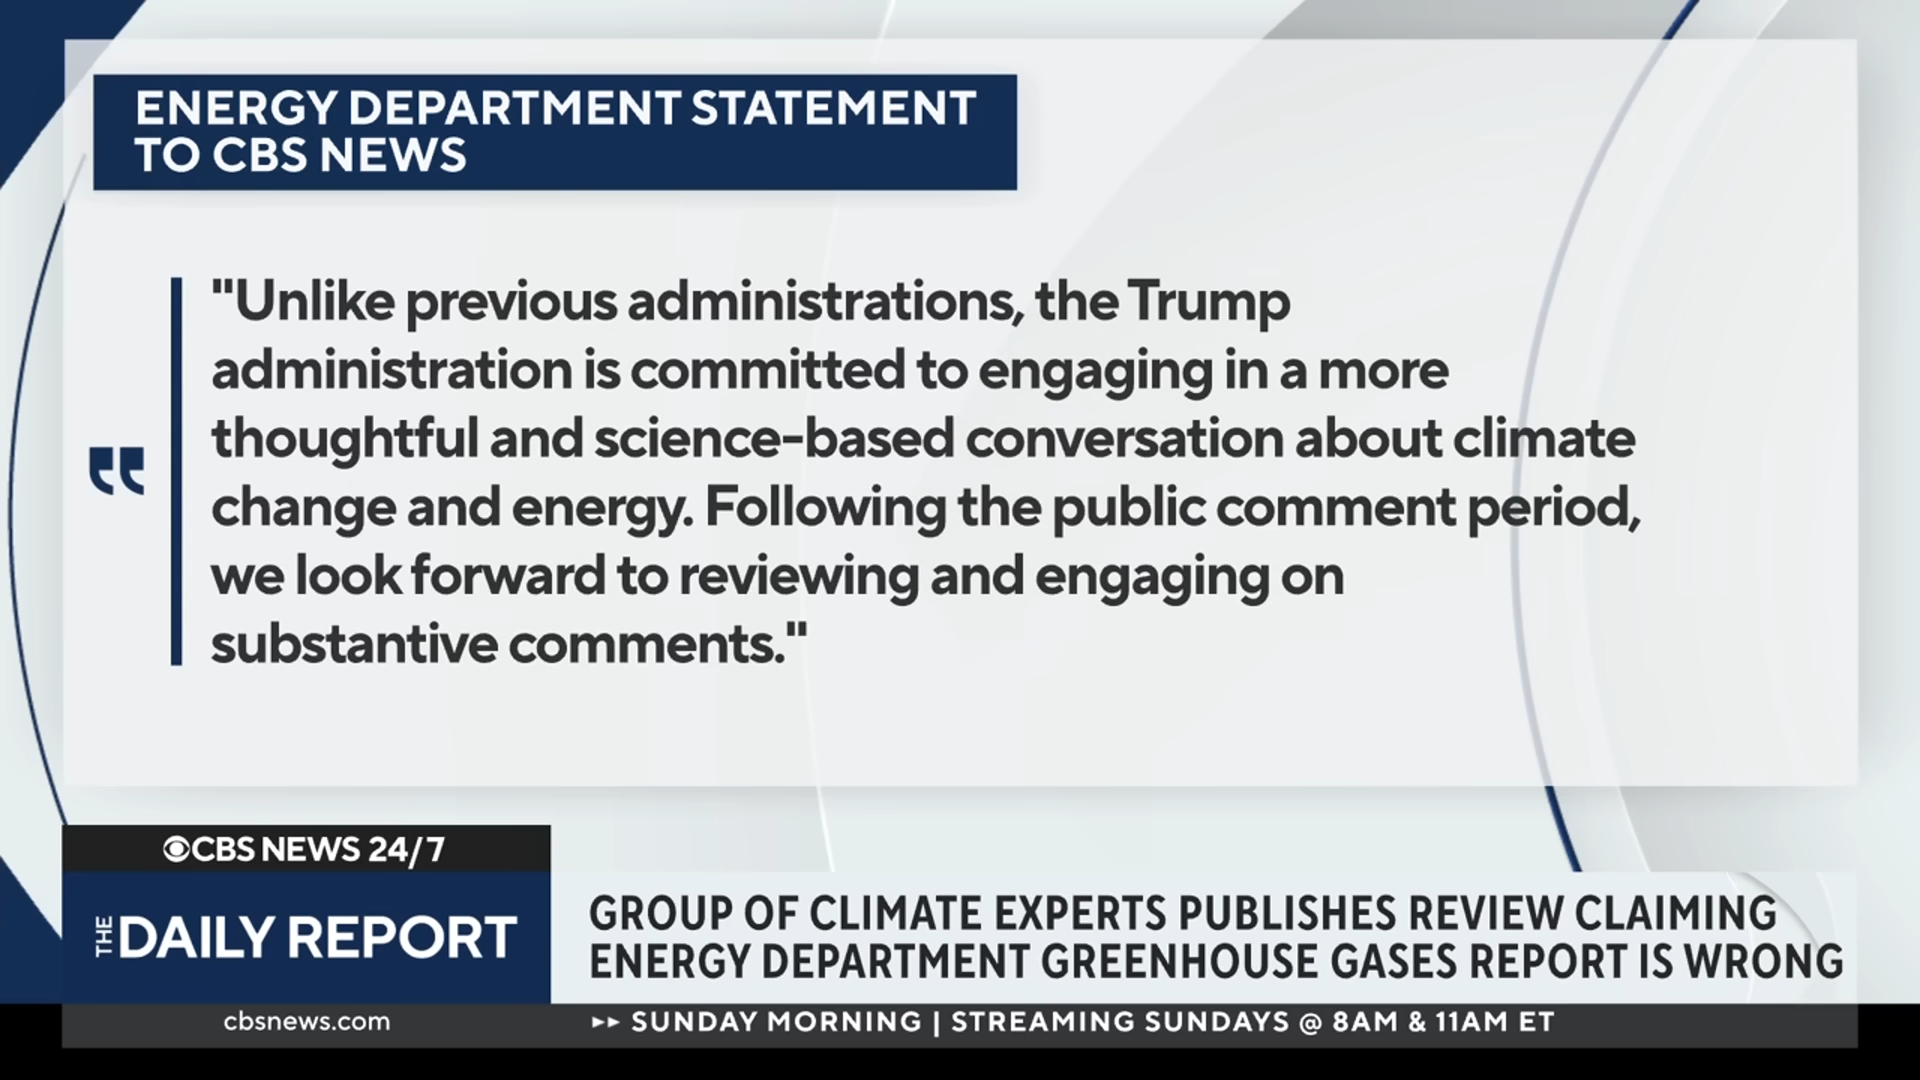 ENERGY DEPARTMENT STATEMENT
TO CBS NEWS
"Unlike previous administrations, the Trump
administration is committed to engaging in a more
thoughtful and science-based conversation about climate
change and energy. Following the public comment period,
we look forward to reviewing and engaging on
substantive comments."
CBS NEWS 24/7
THE DAILY REPORT
GROUP OF CLIMATE EXPERTS PUBLISHES REVIEW CLAIMING
ENERGY DEPARTMENT GREENHOUSE GASES REPORT IS WRONG
cbsnews.com
SUNDAY MORNING | STREAMING SUNDAYS @ 8AM & 11AM ET